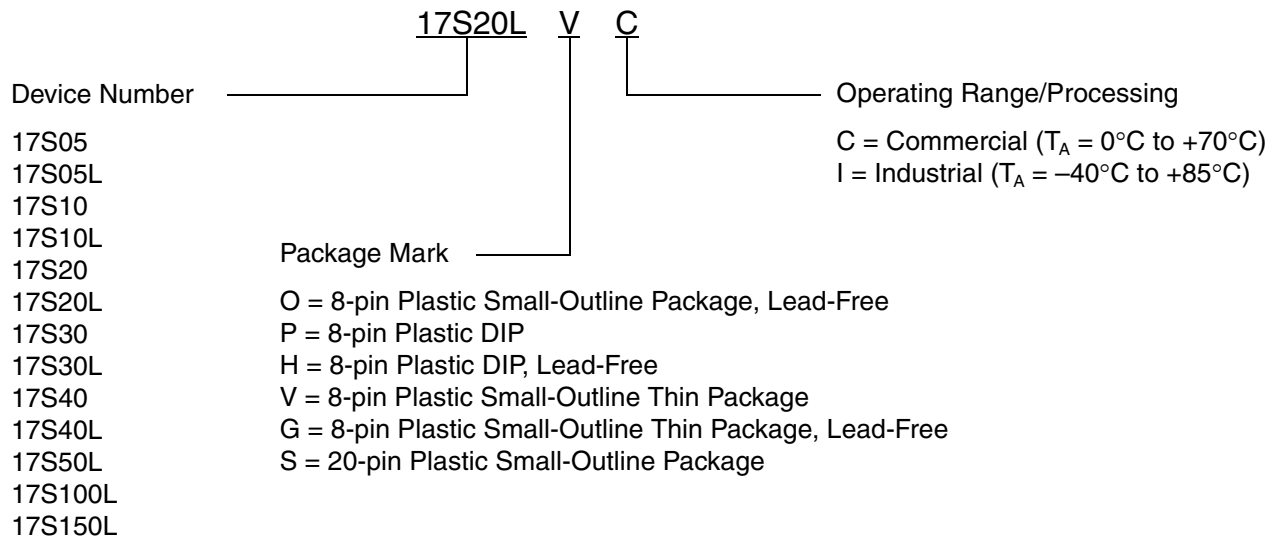 17S20L V C
Device Number
17S05
17S05L
17S10
17S10L
17S20
17S20L
17S30
17S30L
17S40
17S40L
17S50L
17S100L
17S150L
Package Mark
O = 8-pin Plastic Small-Outline Package, Lead-Free
P = 8-pin Plastic DIP
H = 8-pin Plastic DIP, Lead-Free
V = 8-pin Plastic Small-Outline Thin Package
G = 8-pin Plastic Small-Outline Thin Package, Lead-Free
S = 20-pin Plastic Small-Outline Package
Operating Range/Processing
C = Commercial (TA = 0°C to +70°C)
I = Industrial (TA = –40°C to +85°C)